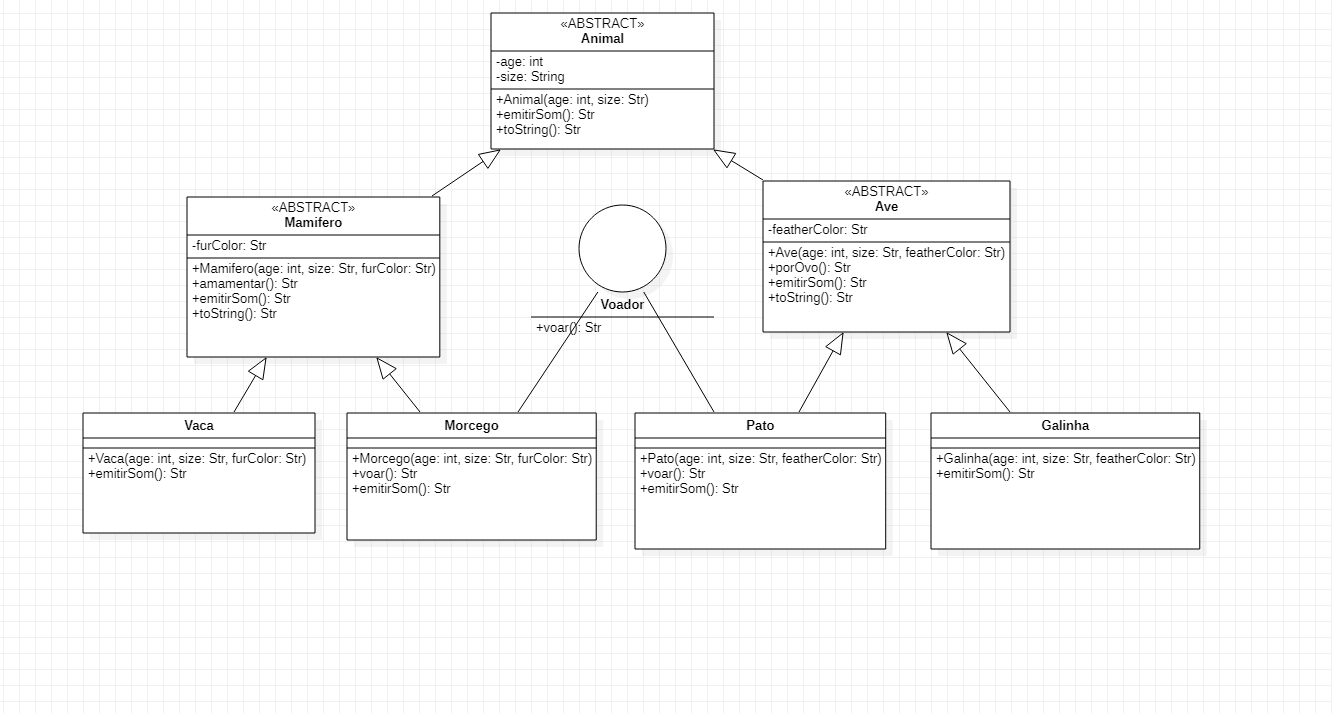 «ABSTRACT»
Animal
-age: int
-size: String
+Animal(age: int, size: Str)
+emitirSom(): Str
+toString(): Str
«ABSTRACT»
Mamifero
-furColor: Str
+Mamifero(age: int, size: Str, furColor: Str)
+amamentar(): Str
+emitirSom(): Str
+toString(): Str
Voador
+voar(): Str
«ABSTRACT»
Ave
-featherColor: Str
+Ave(age: int, size: Str, featherColor: Str)
+porOvo(): Str
+emitirSom(): Str
+toString(): Str
Vaca
+Vaca(age: int, size: Str, furColor: Str)
+emitirSom(): Str
Morcego
+Morcego(age: int, size: Str, furColor: Str)
+voar(): Str
+emitirSom(): Str
Pato
+Pato(age: int, size: Str, featherColor: Str)
+voar(): Str
+emitirSom(): Str
Galinha
+Galinha(age: int, size: Str, featherColor: Str)
+emitirSom(): Str